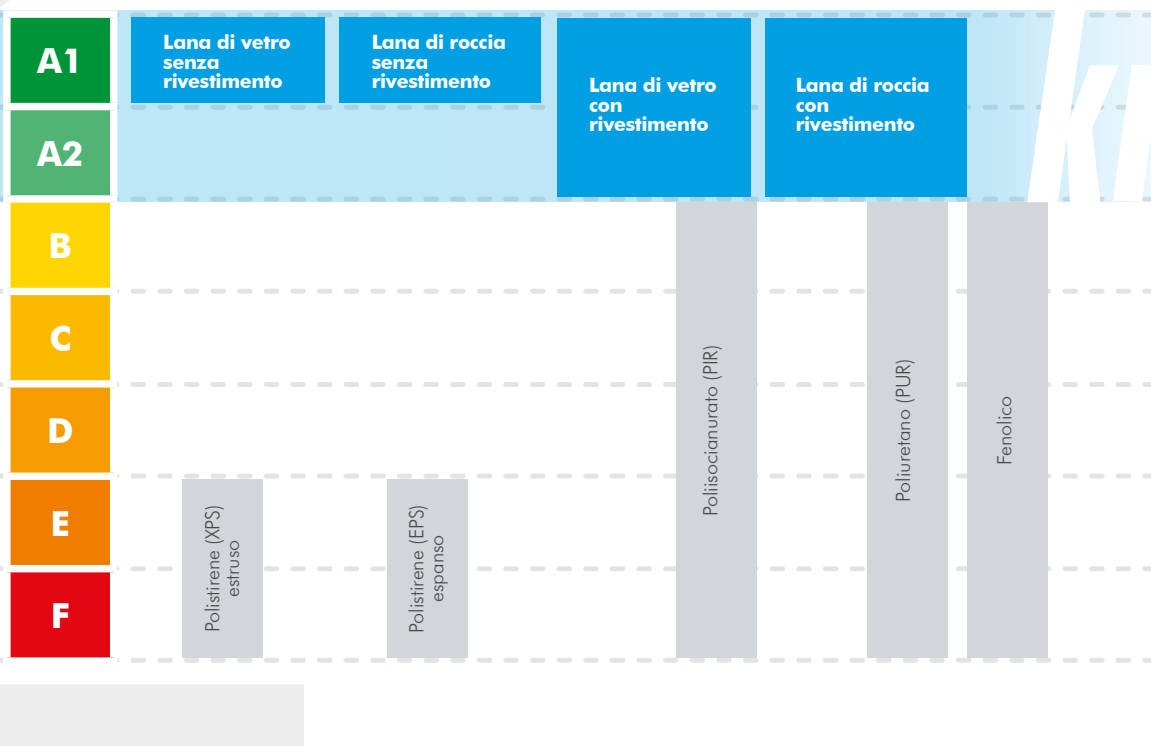 A1
Lana di vetro
senza
rivestimento
Lana di roccia
senza
rivestimento
Lana di vetro
con
rivestimento
Lana di roccia
con
rivestimento
A2
B
C
D
E
F
Polistirene (XPS)
estruso
Polistirene (EPS)
espanso
Poliisocianurato (PIR)
Poliuretano (PUR)
Fenolico